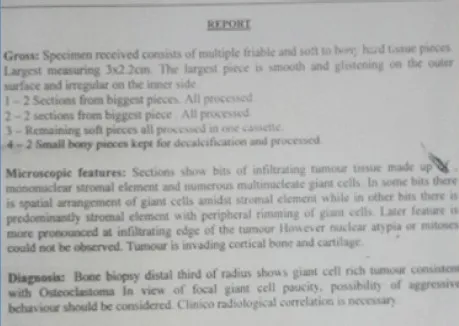 REPORT
Gross: Specimen received consists of multiple friable and soft to bony hard tissue pieces
Largest measuring 3x2.2cm. The largest piece is smooth and glistening on the outer
surface and irregular on the inner side.
1 – 2 Sections from biggest pieces. All processed
2 – 2 sections from biggest piece . All processed
3 – Remaining soft pieces all processed in one cassette.
4 – 2 Small bony pieces kept for decalcification and processed.
Microscopic features: Sections show bits of infiltrating tumour tissue made up
mononuclear stromal element and numerous multinucleate giant cells. In some bits there
is spatial arrangement of giant cells amidst stromal element while in other bits there is
predominantly stromal element with peripheral rimming of giant cells. Later feature is
more pronounced at infiltrating edge of the tumour However nuclear atypia or mitoses
could not be observed. Tumour is invading cortical bone and cartilage.
Diagnosis: Bone biopsy distal third of radius shows giant cell rich tumour consistent
with Osteoclastoma In view of focal giant cell paucity, possibility of aggressive
behaviour should be considered. Clinico radiological correlation is necessary